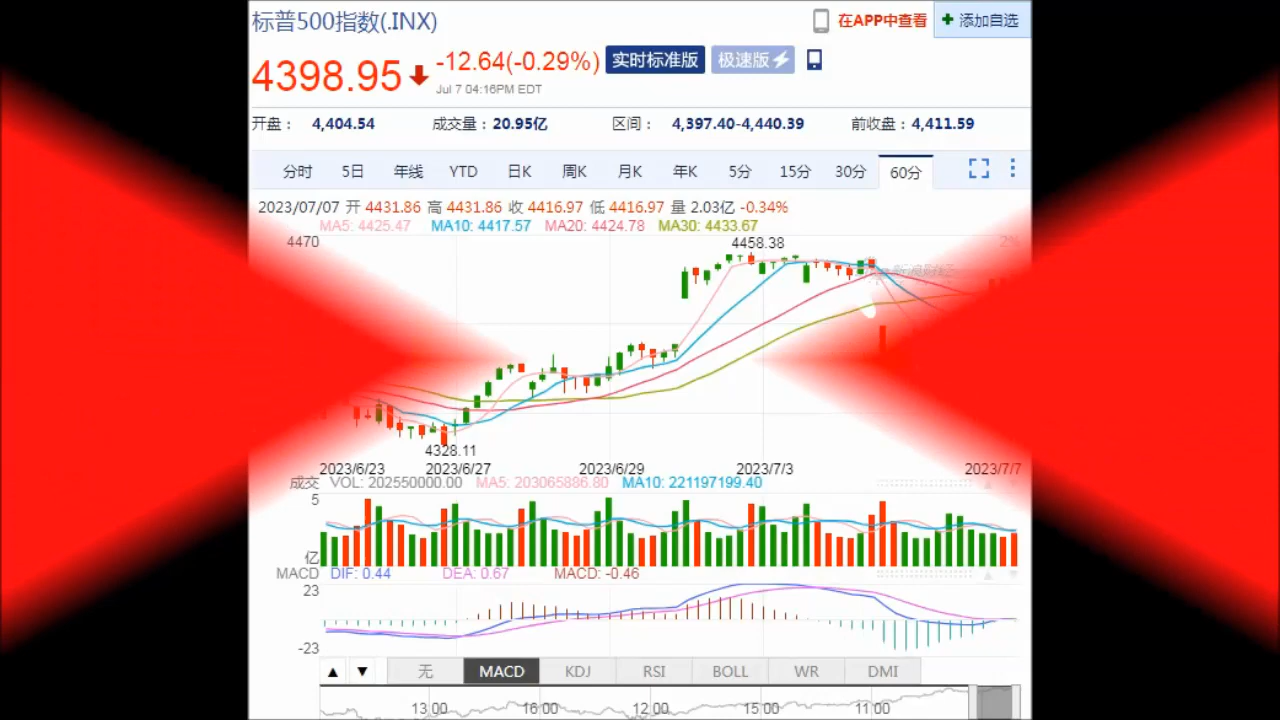 标普500指数(.INX)
在APP中查看
添加自选
4398.95
-12.64(-0.29%)
实时标准版
极速版
Jul 7 04:16PM EDT
开盘： 4,404.54 成交量：20.95亿 区间： 4,397.40-4,440.39 前收盘：4,411.59
分时 5日 年线 YTD 日K 周K 月K 年K 5分 15分 30分 60分
2023/07/07 开 4431.86 高 4431.86 收 4416.97 低 4416.97 量 2.03亿 -0.34%
MA5: 4425.47 MA10: 4417.57 MA20: 4424.78 MA30: 4433.67
4470
4458.38
2%
新浪财经
4328.11
2023/6/23 2023/6/27 2023/6/29 2023/7/3 2023/7/7
成交 VOL: 202550000.00 MA5: 203065886.80 MA10: 221197199.40
5
亿
MACD DIF: 0.44 DEA: 0.67 MACD: -0.46
23
-23
▲ ▼ 无 MACD KDJ RSI BOLL WR DMI
13:00 16:00 12:00 15:00 11:00